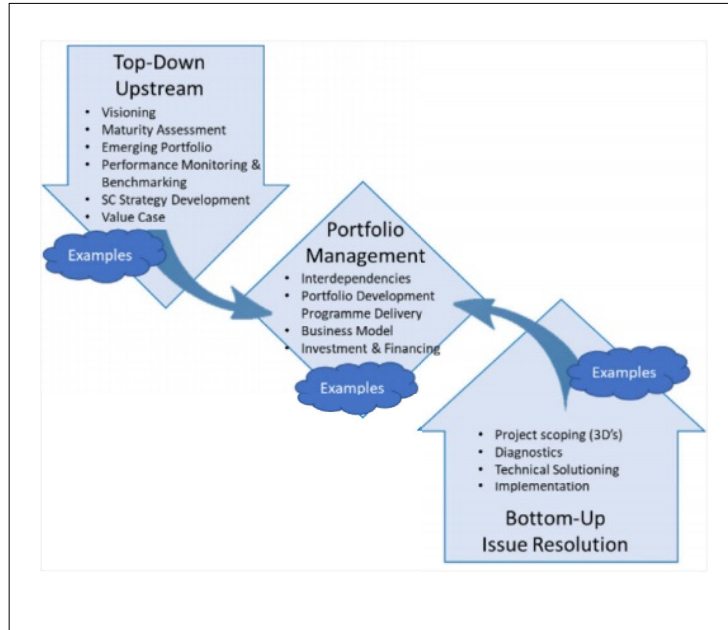 Top-Down
Upstream
• Visioning
• Maturity Assessment
• Emerging Portfolio
• Performance Monitoring &
Benchmarking
• SC Strategy Development
• Value Case
Examples
Portfolio
Management
• Interdependencies
• Portfolio Development
Programme Delivery
• Business Model
• Investment & Financing
Examples
Examples
• Project scoping (3D's)
• Diagnostics
• Technical Solutioning
• Implementation
Bottom-Up
Issue Resolution